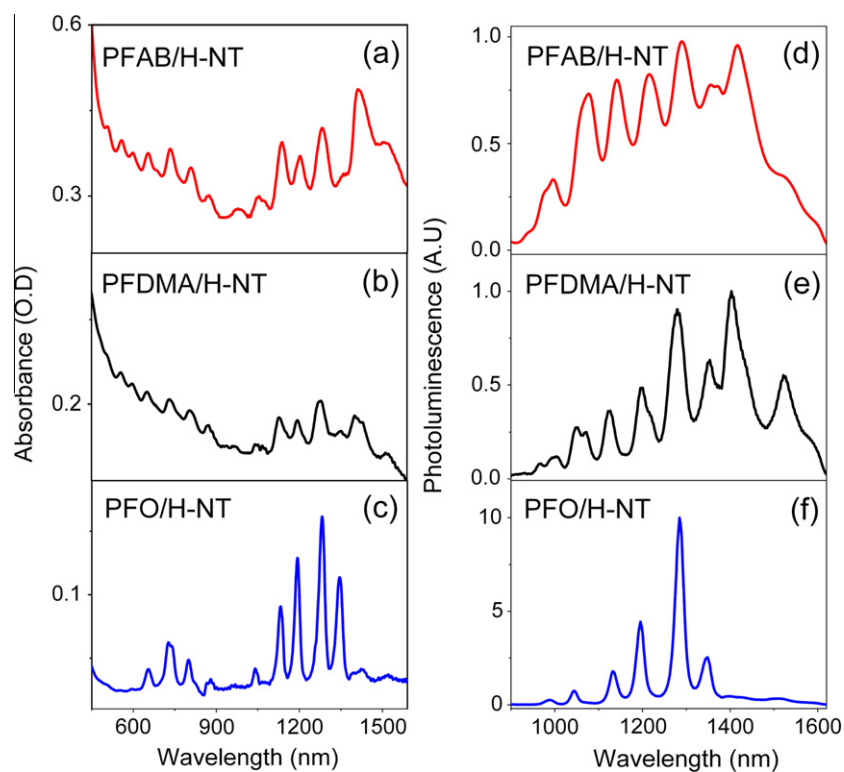 0.6
PFAB/H-NT
(a)
0.3
PFDMA/H-NT
(b)
0.2
PFO/H-NT
(c)
0.1
Absorbance (O.D)
600
900
1200
1500
Wavelength (nm)
1.0
PFAB/H-NT
(d)
0.5
0.0
1.0
PFDMA/H-NT
(e)
0.5
0.0
10
PFO/H-NT
(f)
5
0
Photoluminescence (A.U)
1000
1200
1400
1600
Wavelength (nm)